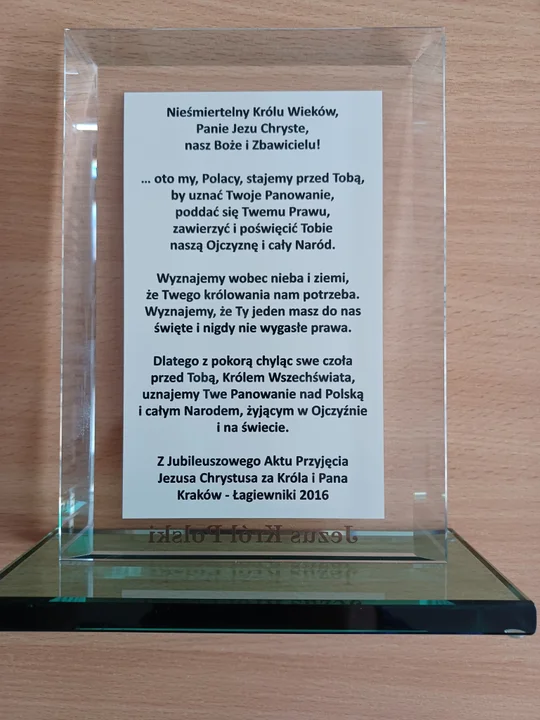 Nieśmiertelny Królu Wieków,
Panie Jezu Chryste,
nasz Boże i Zbawicielu!
... oto my, Polacy, stajemy przed Tobą,
by uznać Twoje Panowanie,
poddać się Twemu Prawu,
zawierzyć i poświęcić Tobie
naszą Ojczyznę i cały Naród.
Wyznajemy wobec nieba i ziemi,
że Twego królowania nam potrzeba.
Wyznajemy, że Ty jeden masz do nas
święte i nigdy nie wygasłe prawa.
Dlatego z pokorą chyląc swe czoła
przed Tobą, Królem Wszechświata,
uznajemy Twe Panowanie nad Polską
i całym Narodem, żyjącym w Ojczyźnie
i na świecie.
Z Jubileuszowego Aktu Przyjęcia
Jezusa Chrystusa za Króla i Pana
Kraków - Łagiewniki 2016
Jezus Król Polski